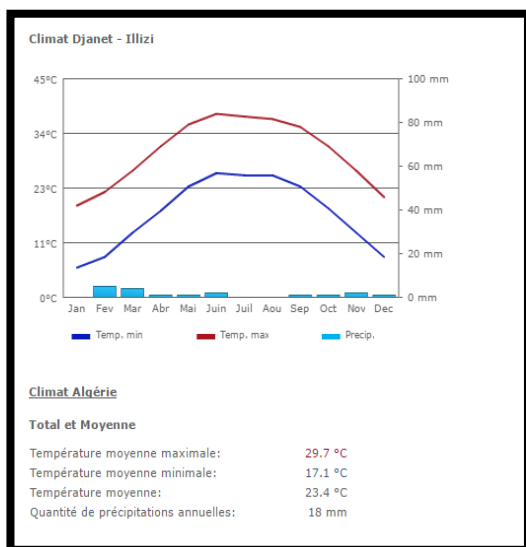 Climat Djanet - Illizi
45°C
100 mm
34°C
80 mm
60 mm
23°C
40 mm
11°C
20 mm
0°C
0 mm
Jan Fev Mar Abr Mai Juin Juil Aou Sep Oct Nov Dec
Temp. min Temp. max Precip.
Climat Algérie
Total et Moyenne
Température moyenne maximale: 29.7 °C
Température moyenne minimale: 17.1 °C
Température moyenne: 23.4 °C
Quantité de précipitations annuelles: 18 mm